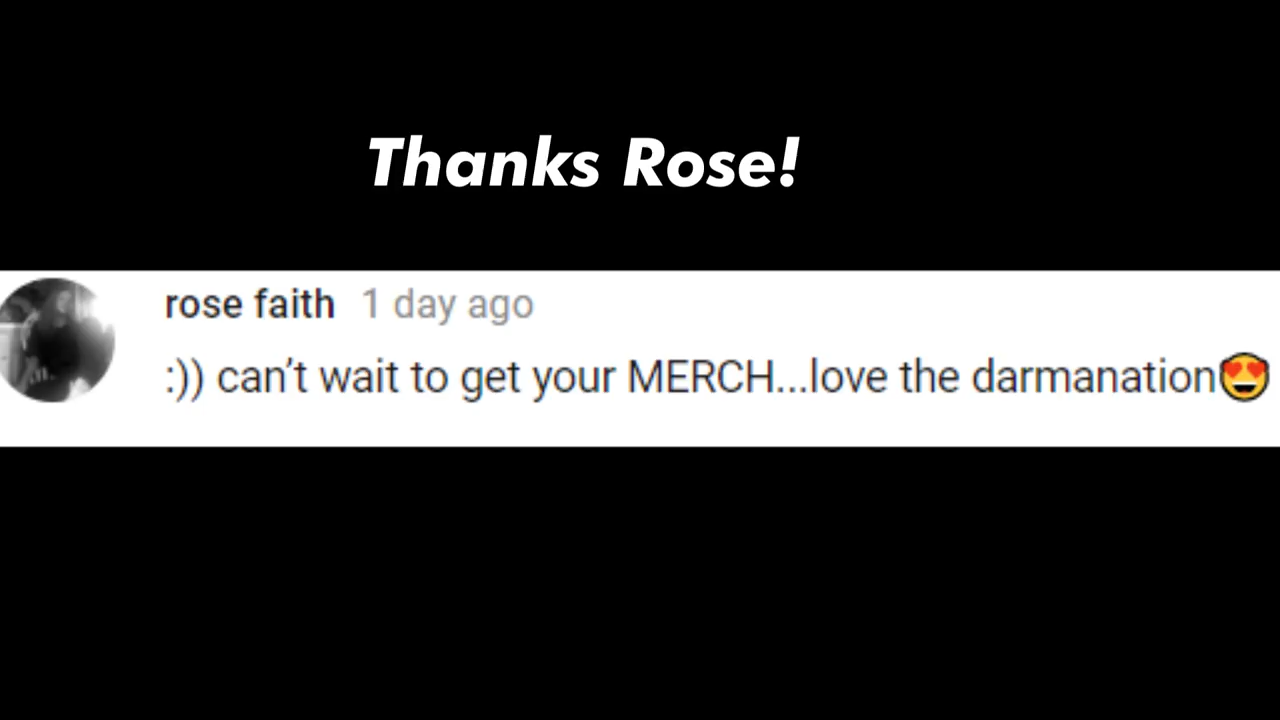 Thanks Rose!
rose faith 1 day ago
:)) can’t wait to get your MERCH...love the darmanation😍